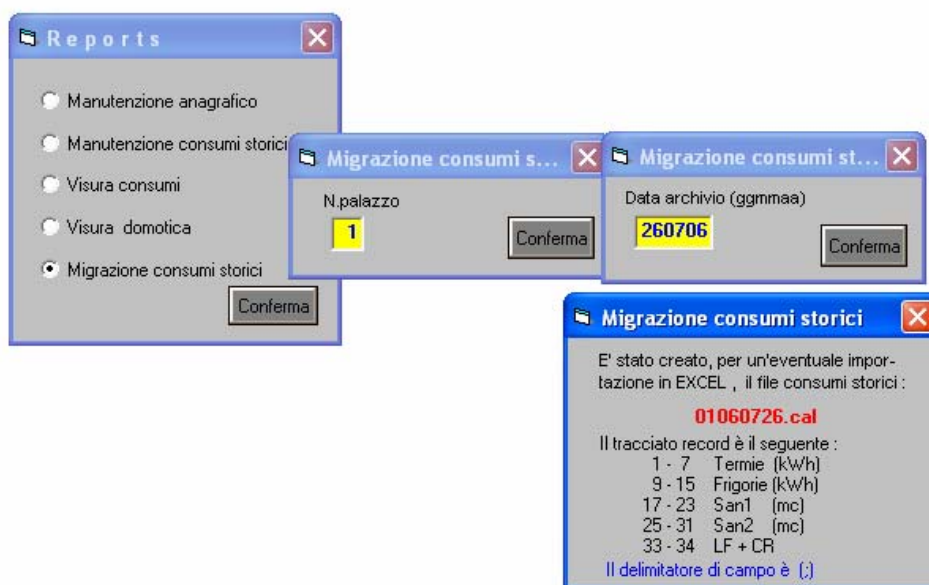 Reports
Manutenzione anagrafico
Manutenzione consumi storici
Visura consumi
Visura domotica
Migrazione consumi storici
Conferma
Migrazione consumi s...
N.palazzo
1
Conferma
Migrazione consumi st...
Data archivio (ggmmaa)
260706
Conferma
Migrazione consumi storici
E' stato creato, per un'eventuale impor-
tazione in EXCEL , il file consumi storici :
01060726.cal
Il tracciato record è il seguente :
1 - 7 Termie (kWh)
9 - 15 Frigorie (kWh)
17 - 23 San1 (mc)
25 - 31 San2 (mc)
33 - 34 LF + CR
Il delimitatore di campo è (;)